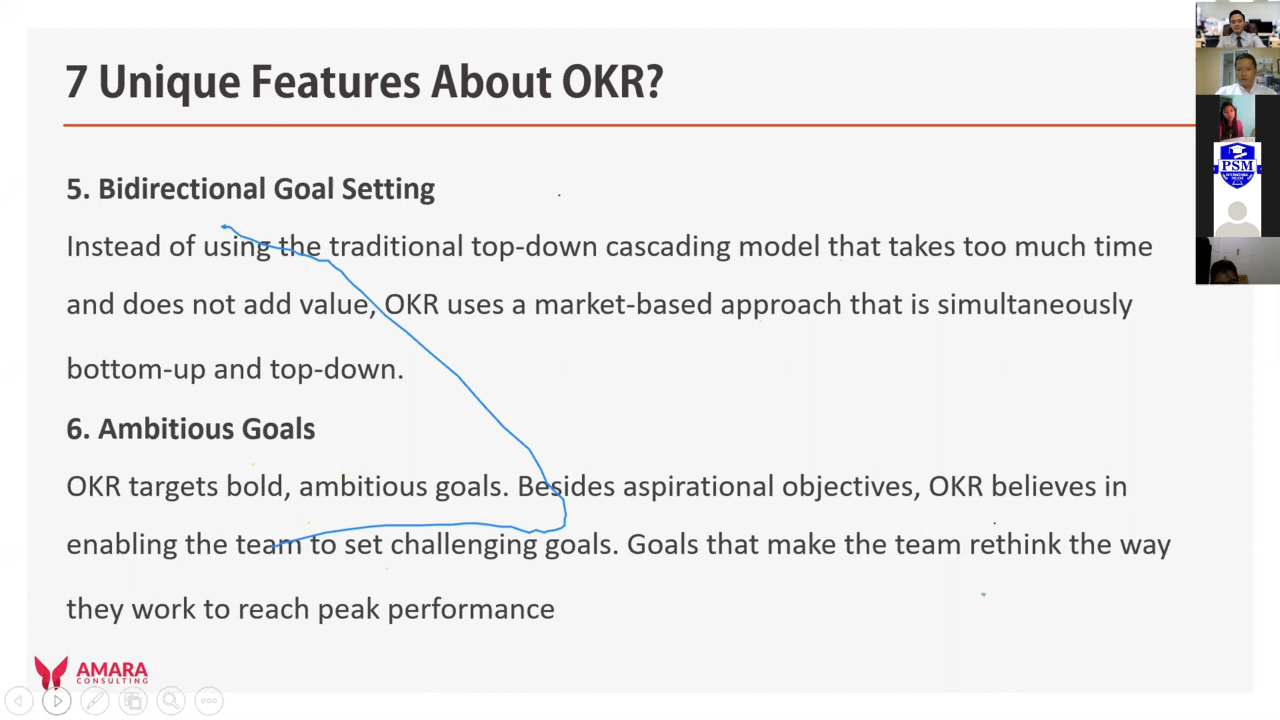 7 Unique Features About OKR?
5. Bidirectional Goal Setting
Instead of using the traditional top-down cascading model that takes too much time
and does not add value, OKR uses a market-based approach that is simultaneously
bottom-up and top-down.
6. Ambitious Goals
OKR targets bold, ambitious goals. Besides aspirational objectives, OKR believes in
enabling the team to set challenging goals. Goals that make the team rethink the way
they work to reach peak performance
AMARA
CONSULTING
PSM